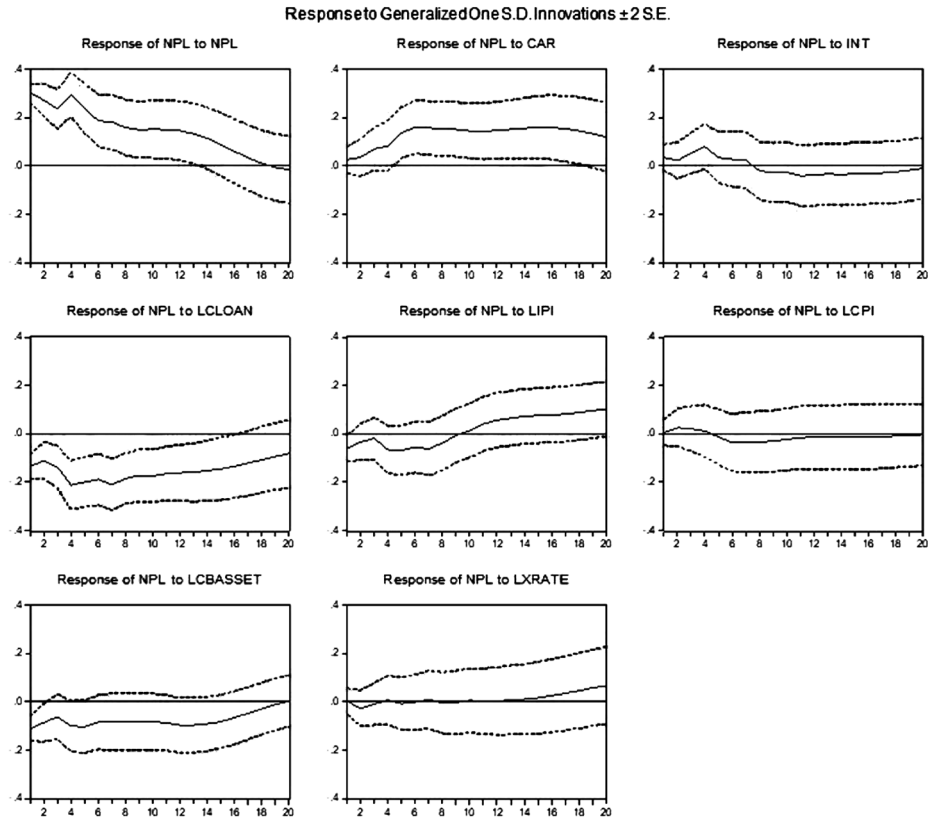 Response to Generalized One S.D. Innovations ± 2 S.E.
Response of NPL to NPL
.4
.2
.0
-.2
-.4
2 4 6 8 10 12 14 16 18 20
Response of NPL to CAR
.4
.2
.0
-.2
-.4
2 4 6 8 10 12 14 16 18 20
Response of NPL to INT
.4
.2
.0
-.2
-.4
2 4 6 8 10 12 14 16 18 20
Response of NPL to LCLOAN
.4
.2
.0
-.2
-.4
2 4 6 8 10 12 14 16 18 20
Response of NPL to LIPI
.4
.2
.0
-.2
-.4
2 4 6 8 10 12 14 16 18 20
Response of NPL to LCPI
.4
.2
.0
-.2
-.4
2 4 6 8 10 12 14 16 18 20
Response of NPL to LCBASSET
.4
.2
.0
-.2
-.4
2 4 6 8 10 12 14 16 18 20
Response of NPL to LXRATE
.4
.2
.0
-.2
-.4
2 4 6 8 10 12 14 16 18 20